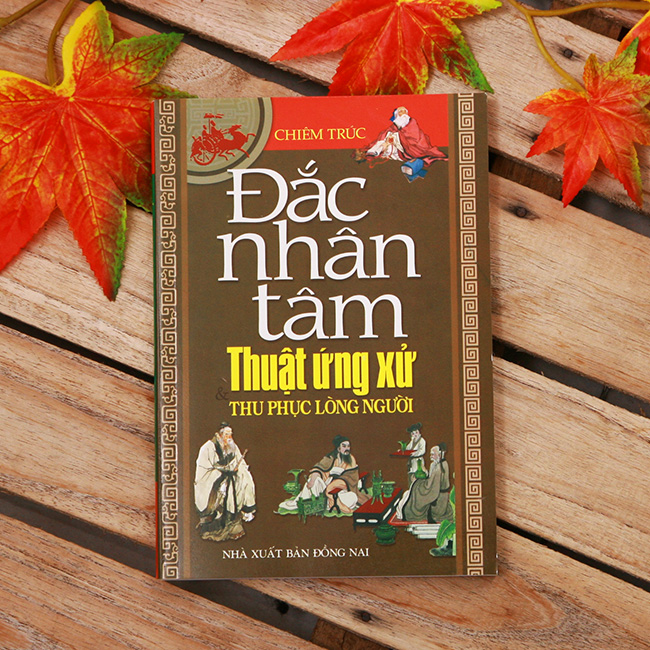 CHIÊM TRÚC
Đắc
nhân
tâm
Thuật ứng xử
& THU PHỤC LÒNG NGƯỜI
NHÀ XUẤT BẢN ĐỒNG NAI